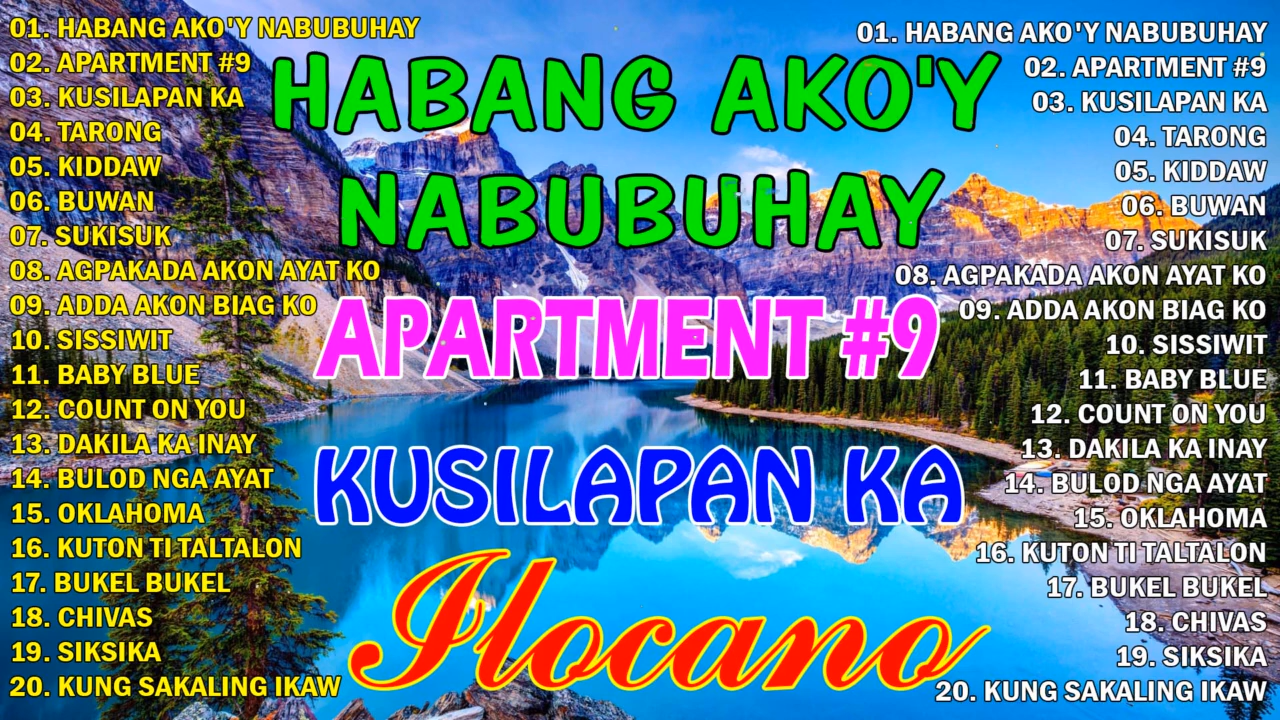 01. HABANG AKO'Y NABUBUHAY
02. APARTMENT #9
03. KUSILAPAN KA
04. TARONG
05. KIDDAW
06. BUWAN
07. SUKISUK
08. AGPAKADA AKON AYAT KO
09. ADDA AKON BIAG KO
10. SISSIWIT
11. BABY BLUE
12. COUNT ON YOU
13. DAKILA KA INAY
14. BULOD NGA AYAT
15. OKLAHOMA
16. KUTON TI TALTALON
17. BUKEL BUKEL
18. CHIVAS
19. SIKSIKA
20. KUNG SAKALING IKAW
HABANG AKO'Y
NABUBUHAY
APARTMENT #9
KUSILAPAN KA
Ilocano
01. HABANG AKO'Y NABUBUHAY
02. APARTMENT #9
03. KUSILAPAN KA
04. TARONG
05. KIDDAW
06. BUWAN
07. SUKISUK
08. AGPAKADA AKON AYAT KO
09. ADDA AKON BIAG KO
10. SISSIWIT
11. BABY BLUE
12. COUNT ON YOU
13. DAKILA KA INAY
14. BULOD NGA AYAT
15. OKLAHOMA
16. KUTON TI TALTALON
17. BUKEL BUKEL
18. CHIVAS
19. SIKSIKA
20. KUNG SAKALING IKAW